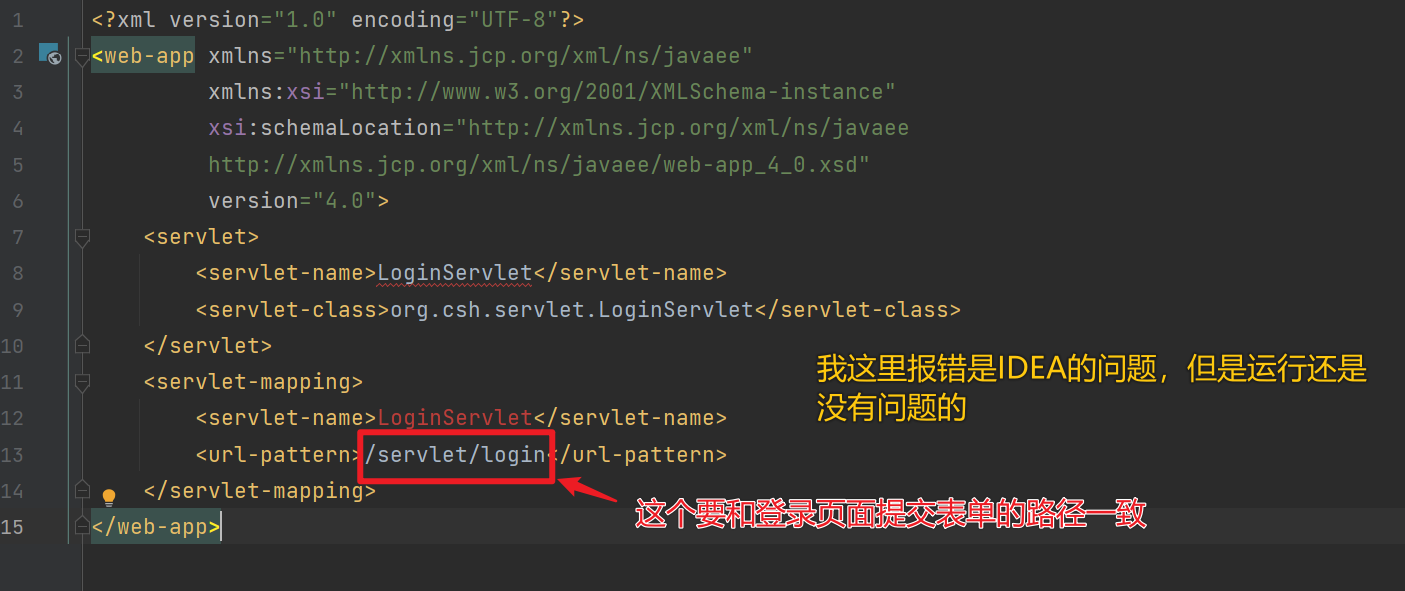 1 <?xml version="1.0" encoding="UTF-8"?>
2 <web-app xmlns="http://xmlns.jcp.org/xml/ns/javaee"
3 xmlns:xsi="http://www.w3.org/2001/XMLSchema-instance"
4 xsi:schemaLocation="http://xmlns.jcp.org/xml/ns/javaee
5 http://xmlns.jcp.org/xml/ns/javaee/web-app_4_0.xsd"
6 version="4.0">
7 <servlet>
8 <servlet-name>LoginServlet</servlet-name>
9 <servlet-class>org.csh.servlet.LoginServlet</servlet-class>
10 </servlet>
11 <servlet-mapping>
12 <servlet-name>LoginServlet</servlet-name>
13 <url-pattern>/servlet/login</url-pattern>
14 </servlet-mapping>
15 </web-app>
我这里报错是IDEA的问题，但是运行还是
没有问题的
这个要和登录页面提交表单的路径一致